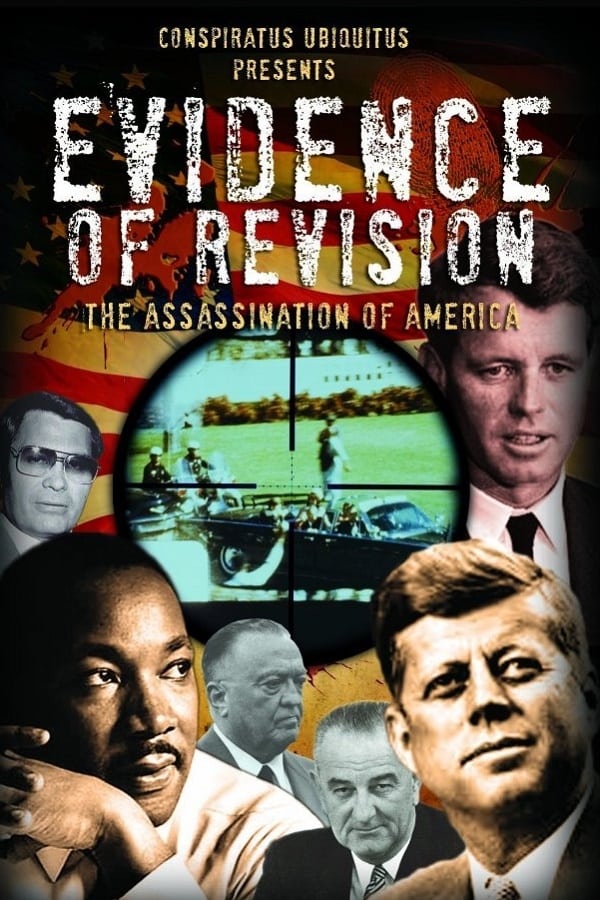 CONSPIRATUS UBIQUITUS
PRESENTS
EVIDENCE
OF REVISION
THE ASSASSINATION OF AMERICA